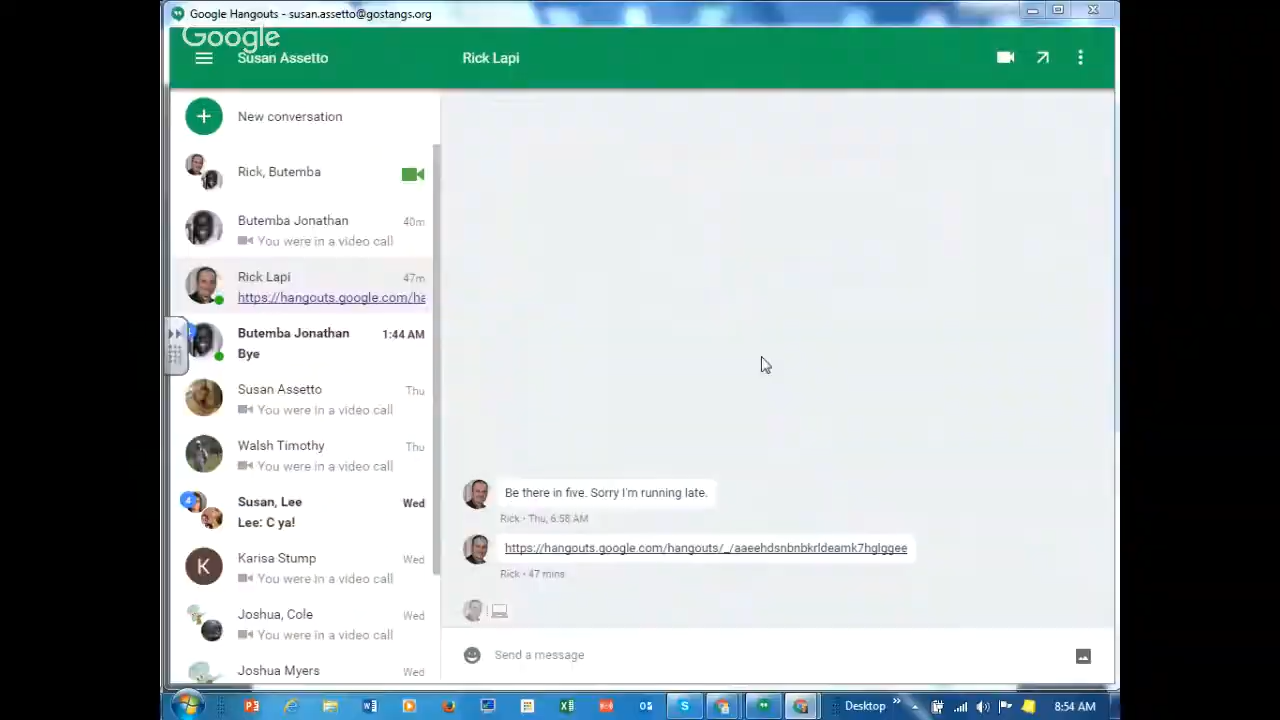 Google Hangouts - susan.assetto@gostangs.org
Google
Susan Assetto
Rick Lapi
New conversation
Rick, Butemba
Butemba Jonathan 40m
You were in a video call
Rick Lapi 47m
https://hangouts.google.com/ha
Butemba Jonathan 1:44 AM
Bye
Susan Assetto Thu
You were in a video call
Walsh Timothy Thu
You were in a video call
4
Susan, Lee Wed
Lee: C ya!
K
Karisa Stump Wed
You were in a video call
Joshua, Cole Wed
You were in a video call
Joshua Myers Wed
Be there in five. Sorry I'm running late.
Rick • Thu, 6:58 AM
https://hangouts.google.com/hangouts/_/aaeehdsnbnbkrldeamk7hglggee
Rick • 47 mins
Send a message
Desktop
8:54 AM